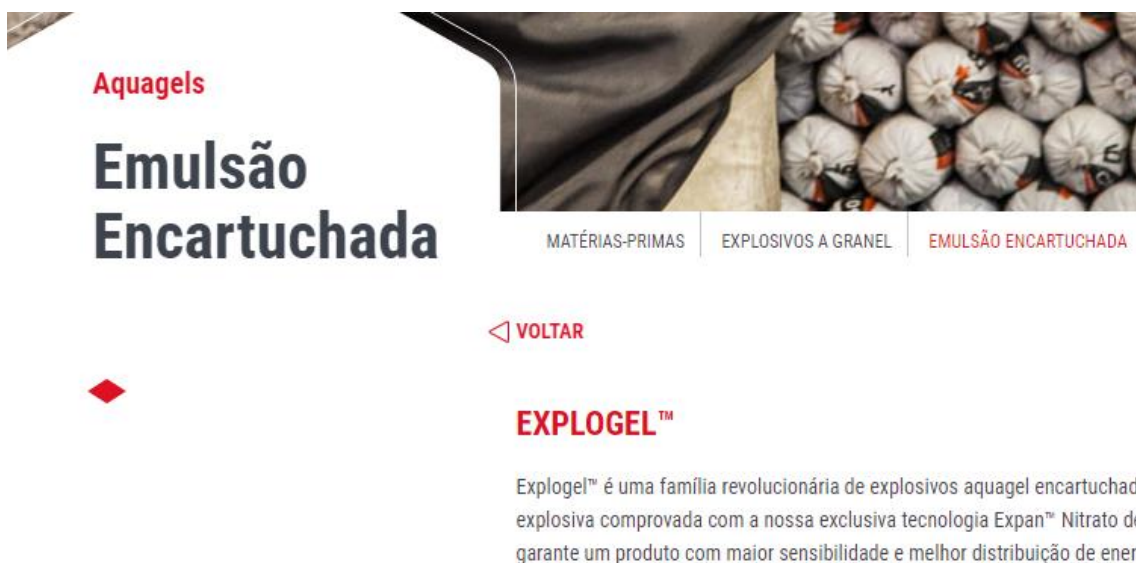 Aquagels
Emulsão
Encartuchada
MATÉRIAS-PRIMAS
EXPLOSIVOS A GRANEL
EMULSÃO ENCARTUCHADA
VOLTAR
EXPLOGEL™
Explogel™ é uma família revolucionária de explosivos aquagel encartuchad
explosiva comprovada com a nossa exclusiva tecnologia Expan™ Nitrato de
garante um produto com maior sensibilidade e melhor distribuição de ener